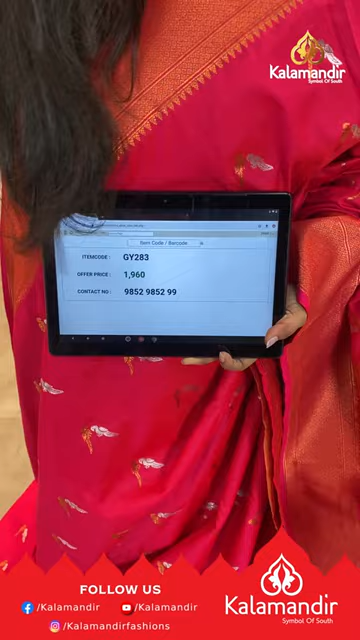 Kalamandir
Symbol Of South
Item Code / Barcode
ITEMCODE : GY283
OFFER PRICE : 1,960
CONTACT NO : 9852 9852 99
FOLLOW US
/Kalamandir /Kalamandir
/Kalamandirfashions
Kalamandir
Symbol Of South